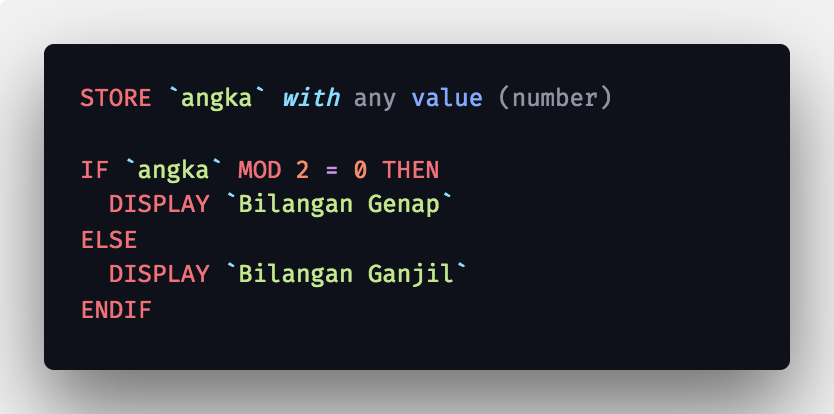 STORE `angka` with any value (number)
IF `angka` MOD 2 = 0 THEN
DISPLAY `Bilangan Genap`
ELSE
DISPLAY `Bilangan Ganjil`
ENDIF